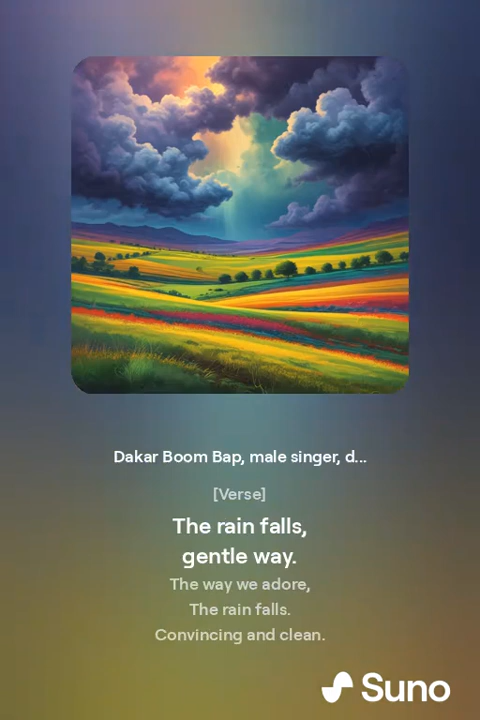 Dakar Boom Bap, male singer, d...
[Verse]
The rain falls,
gentle way.
The way we adore,
The rain falls.
Convincing and clean.
Suno